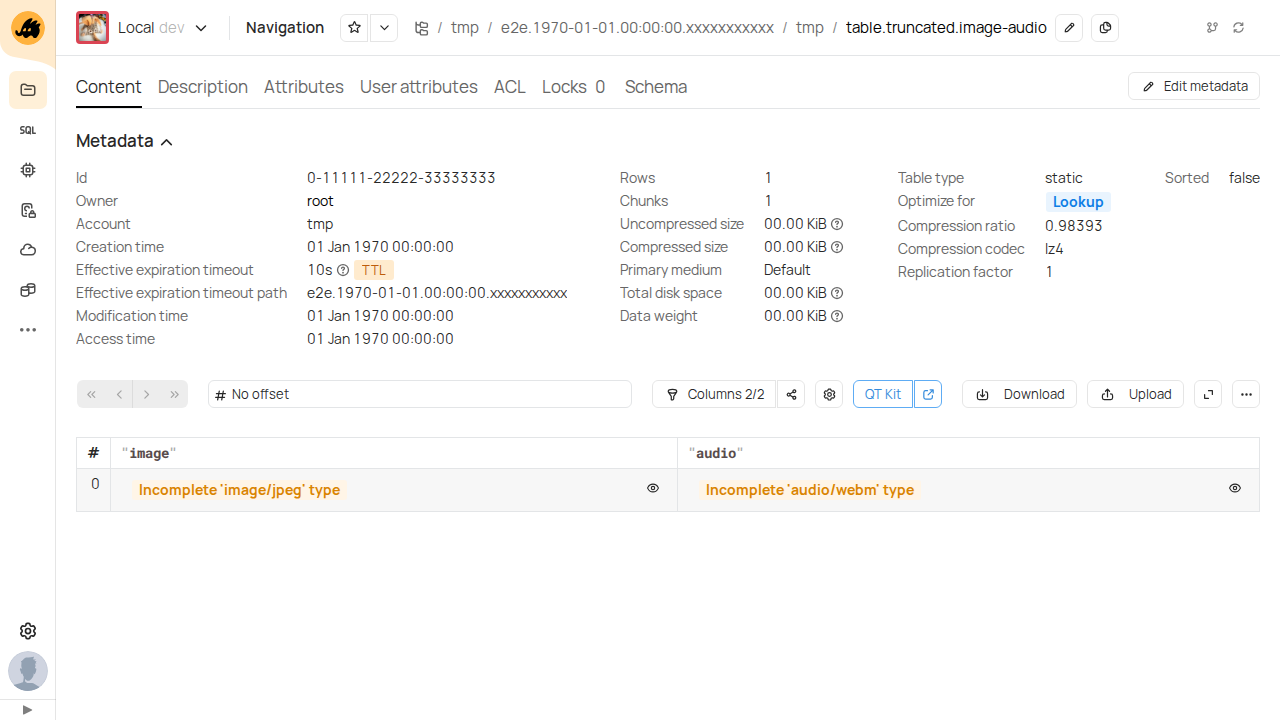 Local dev
Navigation
/ tmp / e2e.1970-01-01.00:00:00.xxxxxxxxxxx / tmp / table.truncated.image-audio
SQL
Content Description Attributes User attributes ACL Locks 0 Schema
Edit metadata
Metadata
Id 0-11111-22222-33333333
Owner root
Account tmp
Creation time 01 Jan 1970 00:00:00
Effective expiration timeout 10s TTL
Effective expiration timeout path e2e.1970-01-01.00:00:00.xxxxxxxxxxx
Modification time 01 Jan 1970 00:00:00
Access time 01 Jan 1970 00:00:00
Rows 1
Chunks 1
Uncompressed size 00.00 KiB
Compressed size 00.00 KiB
Primary medium Default
Total disk space 00.00 KiB
Data weight 00.00 KiB
Table type static
Optimize for Lookup
Compression ratio 0.98393
Compression codec lz4
Replication factor 1
Sorted false
# No offset
Columns 2/2
QT Kit
Download
Upload
# "image" "audio"
0 Incomplete 'image/jpeg' type Incomplete 'audio/webm' type